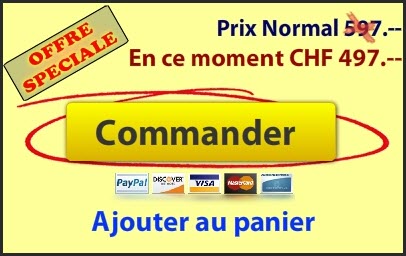 OFFRE
SPECIALE
Prix Normal 597.--
En ce moment CHF 497.--
Commander
PayPal DISCOVER VISA MasterCard
Ajouter au panier